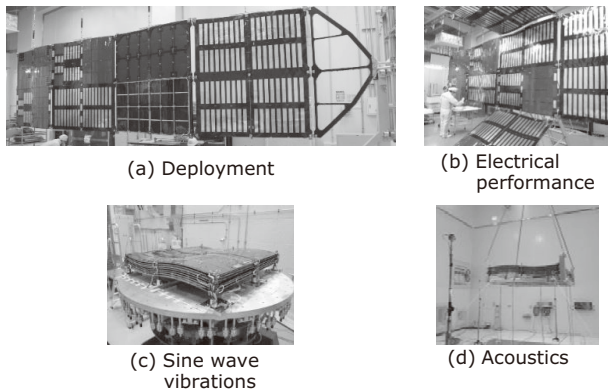 (a) Deployment
(b) Electrical
performance
(c) Sine wave
vibrations
(d) Acoustics